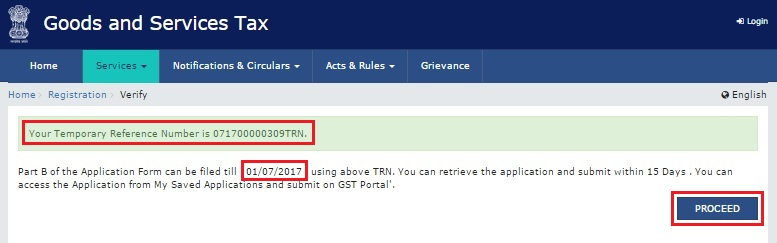 Goods and Services Tax
Login
Home Services Notifications & Circulars Acts & Rules Grievance
Home > Registration > Verify English
Your Temporary Reference Number is 071700000309TRN.
Part B of the Application Form can be filed till 01/07/2017 using above TRN. You can retrieve the application and submit within 15 Days . You can
access the Application from My Saved Applications and submit on GST Portal'.
PROCEED